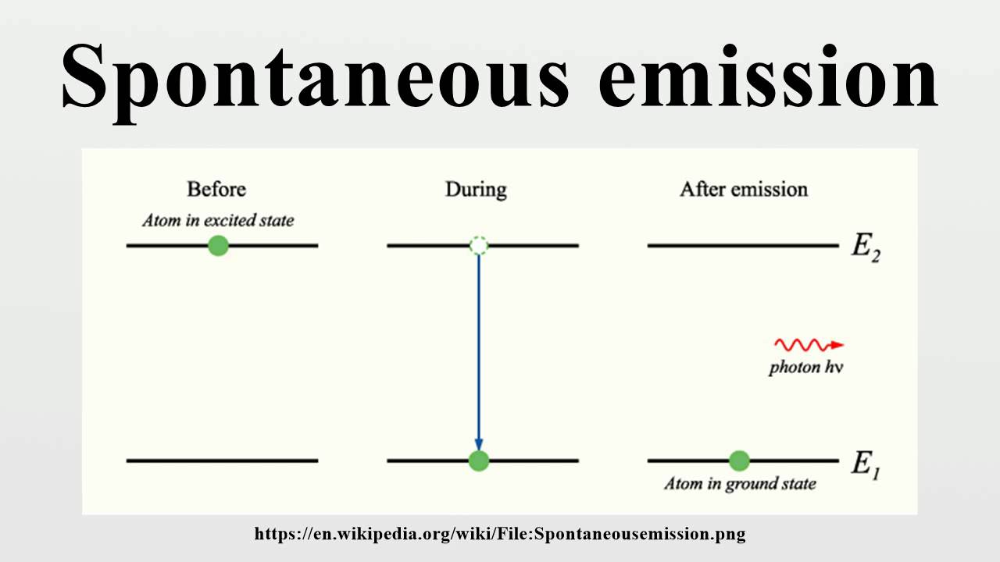 Spontaneous emission
Before
During
After emission
Atom in excited state
E2
photon hν
E1
Atom in ground state
https://en.wikipedia.org/wiki/File:Spontaneousemission.png